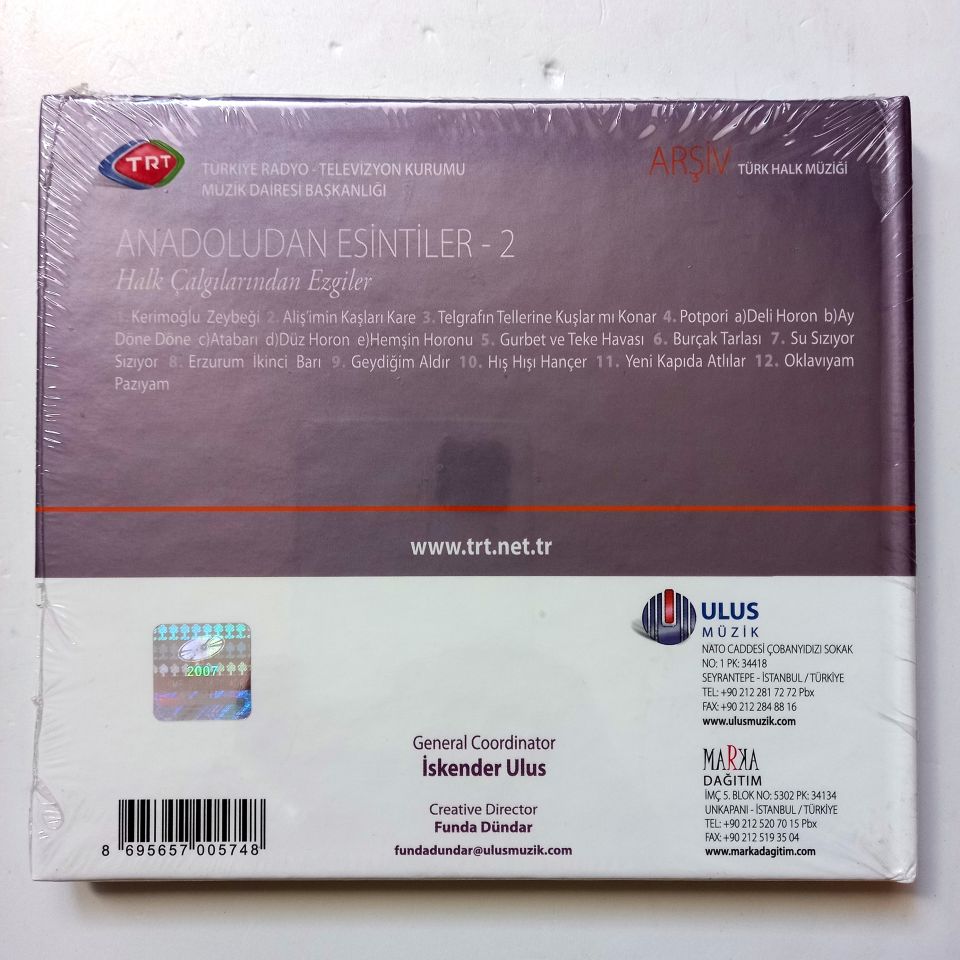 TRT
TÜRKİYE RADYO - TELEVİZYON KURUMU
MÜZİK DAİRESİ BAŞKANLIĞI
ARŞİV TÜRK HALK MÜZİĞİ
ANADOLUDAN ESİNTİLER - 2
Halk Çalgılarından Ezgiler
1. Kerimoğlu Zeybeği 2. Aliş'imin Kaşları Kare 3. Telgrafın Tellerine Kuşlar mı Konar 4. Potpori a)Deli Horon b)Ay
Döne Döne c)Atabarı d)Düz Horon e)Hemşin Horonu 5. Gurbet ve Teke Havası 6. Burçak Tarlası 7. Su Sızıyor
Sızıyor 8. Erzurum İkinci Barı 9. Geydiğim Aldır 10. Hış Hışı Hançer 11. Yeni Kapıda Atlılar 12. Oklavıyam
Pazıyam
www.trt.net.tr
ULUS
MÜZİK
NATO CADDESİ ÇOBANYIDIZI SOKAK
NO: 1 PK: 34418
SEYRANTEPE - İSTANBUL / TÜRKİYE
TEL: +90 212 281 72 72 Pbx
FAX: +90 212 284 88 16
www.ulusmuzik.com
2007
General Coordinator
İskender Ulus
MARKA
DAĞITIM
İMÇ 5. BLOK NO: 5302 PK: 34134
UNKAPANI - İSTANBUL / TÜRKİYE
TEL: +90 212 520 70 15 Pbx
FAX: +90 212 519 35 04
www.markadagitim.com
Creative Director
Funda Dündar
fundadundar@ulusmuzik.com
8 695657 005748